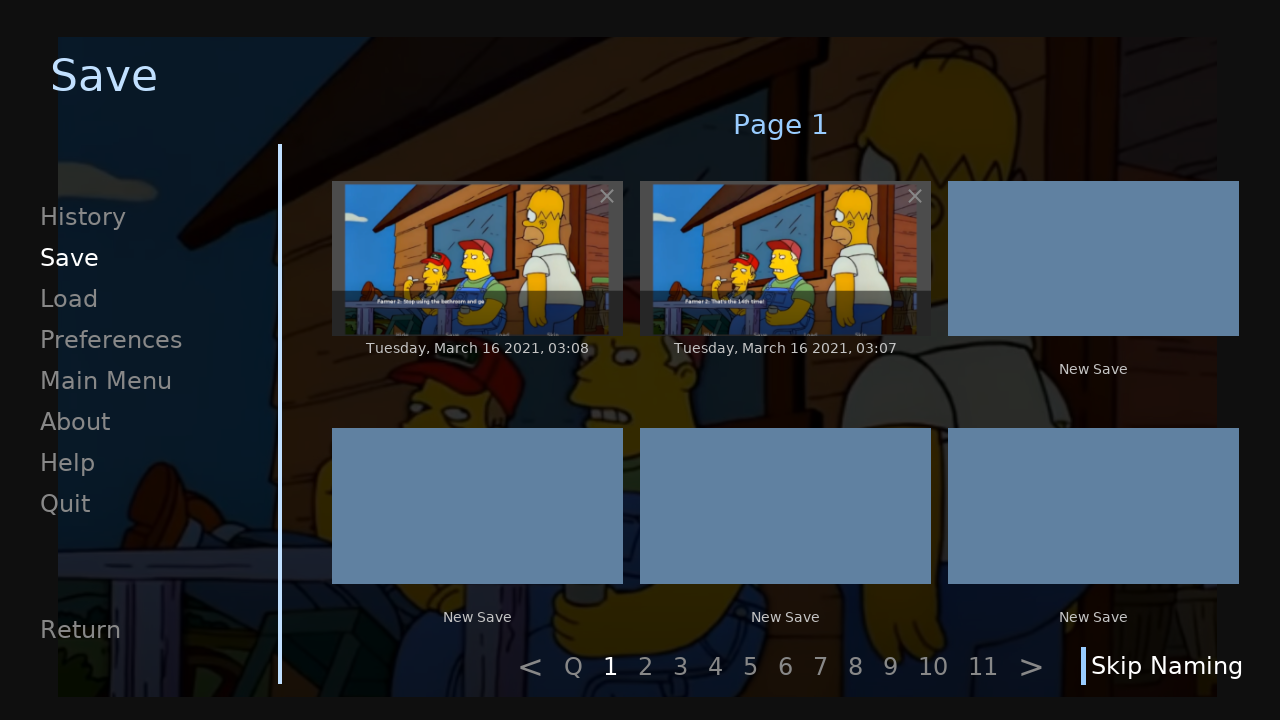 Save
Page 1
History
Save
Load
Preferences
Main Menu
About
Help
Quit
Return
Farmer 2: Stop using the bathroom and ge
Tuesday, March 16 2021, 03:08
Farmer 2: That's the 14th time!
Tuesday, March 16 2021, 03:07
New Save
New Save
New Save
New Save
< Q 1 2 3 4 5 6 7 8 9 10 11 >
Skip Naming